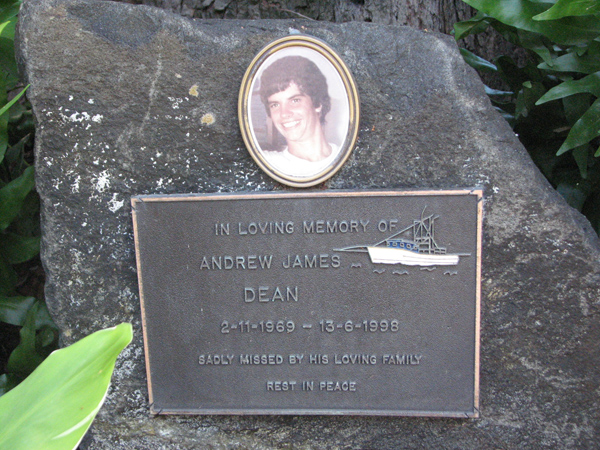 IN LOVING MEMORY OF
ANDREW JAMES
DEAN
2-11-1969 ~ 13-6-1998
SADLY MISSED BY HIS LOVING FAMILY
REST IN PEACE